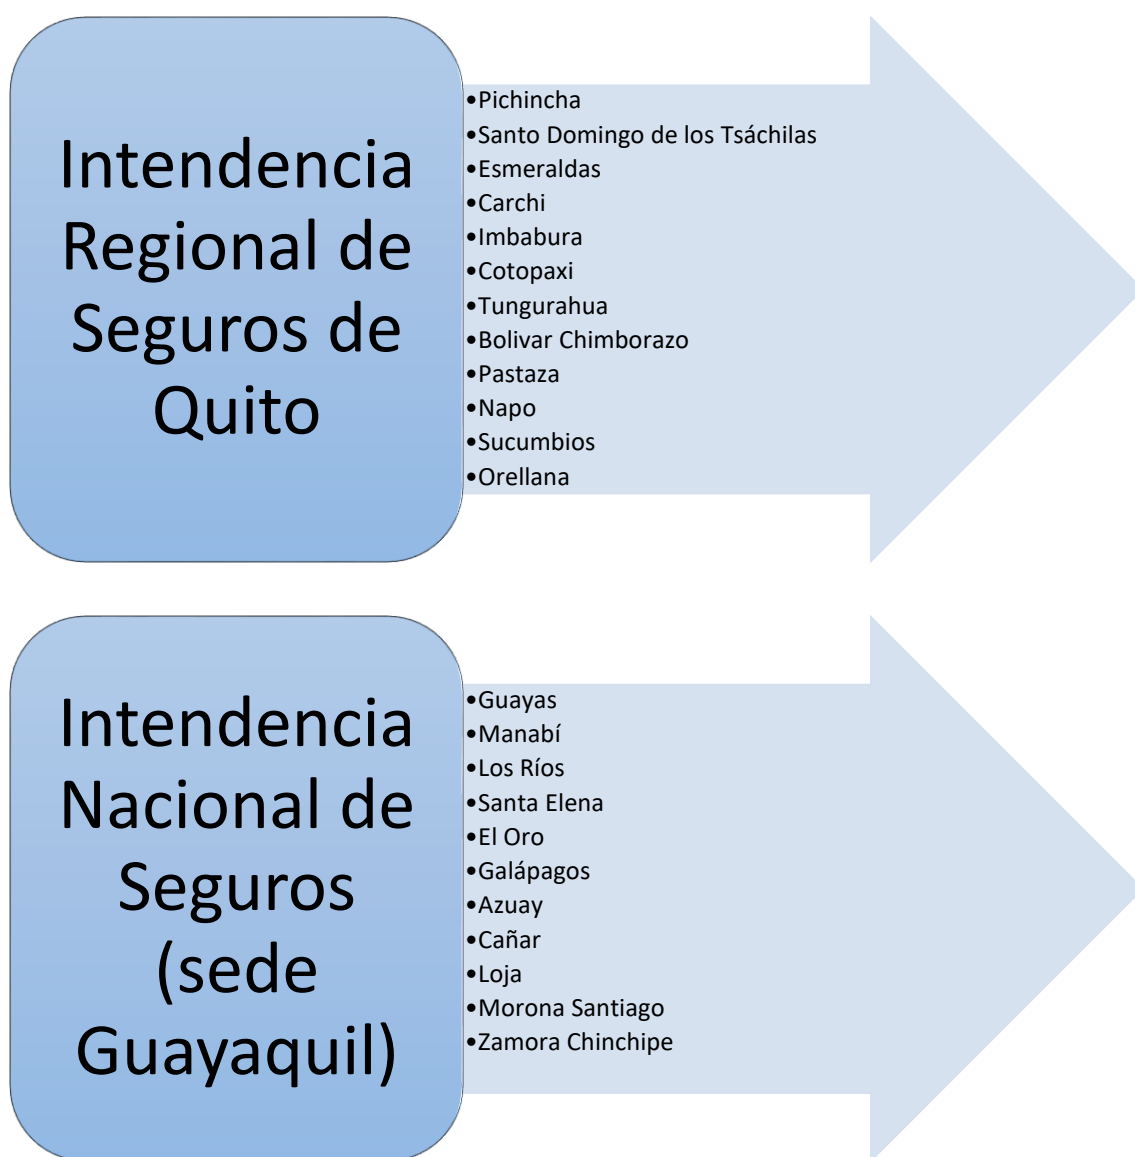 Intendencia
Regional de
Seguros de
Quito
•Pichincha
•Santo Domingo de los Tsáchilas
•Esmeraldas
•Carchi
•Imbabura
•Cotopaxi
•Tungurahua
•Bolivar Chimborazo
•Pastaza
•Napo
•Sucumbios
•Orellana
Intendencia
Nacional de
Seguros
(sede
Guayaquil)
•Guayas
•Manabí
•Los Ríos
•Santa Elena
•El Oro
•Galápagos
•Azuay
•Cañar
•Loja
•Morona Santiago
•Zamora Chinchipe